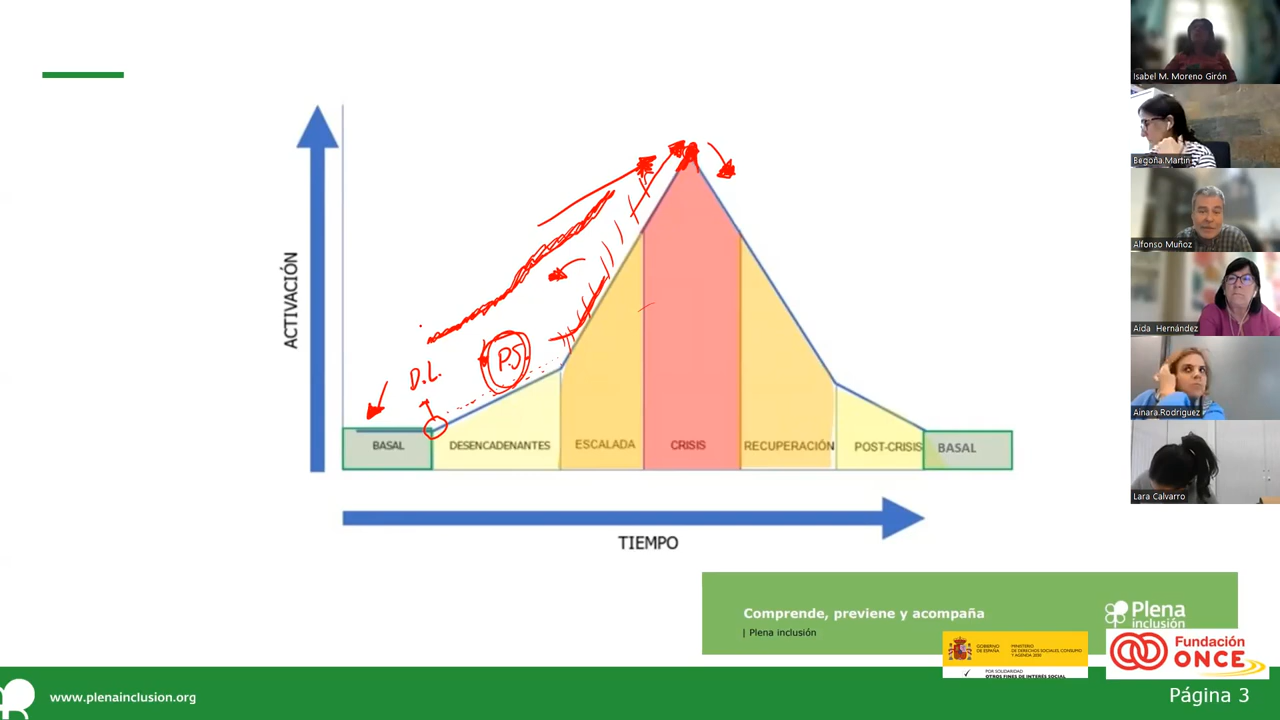 ACTIVACIÓN
D.L.
P.S
BASAL
DESENCADENANTES
ESCALADA
CRISIS
RECUPERACIÓN
POST-CRISIS
BASAL
TIEMPO
Comprende, previene y acompaña
| Plena inclusión
Plena
inclusión
GOBIERNO
DE ESPAÑA
MINISTERIO
DE DERECHOS SOCIALES, CONSUMO
Y AGENDA 2030
POR SOLIDARIDAD
OTROS FINES DE INTERÉS SOCIAL
Fundación
ONCE
www.plenainclusion.org
Página 3
Isabel M. Moreno Girón
Begoña.Martin
Alfonso Muñoz
Aida Hernández
Ainara.Rodriguez
Lara Calvarro